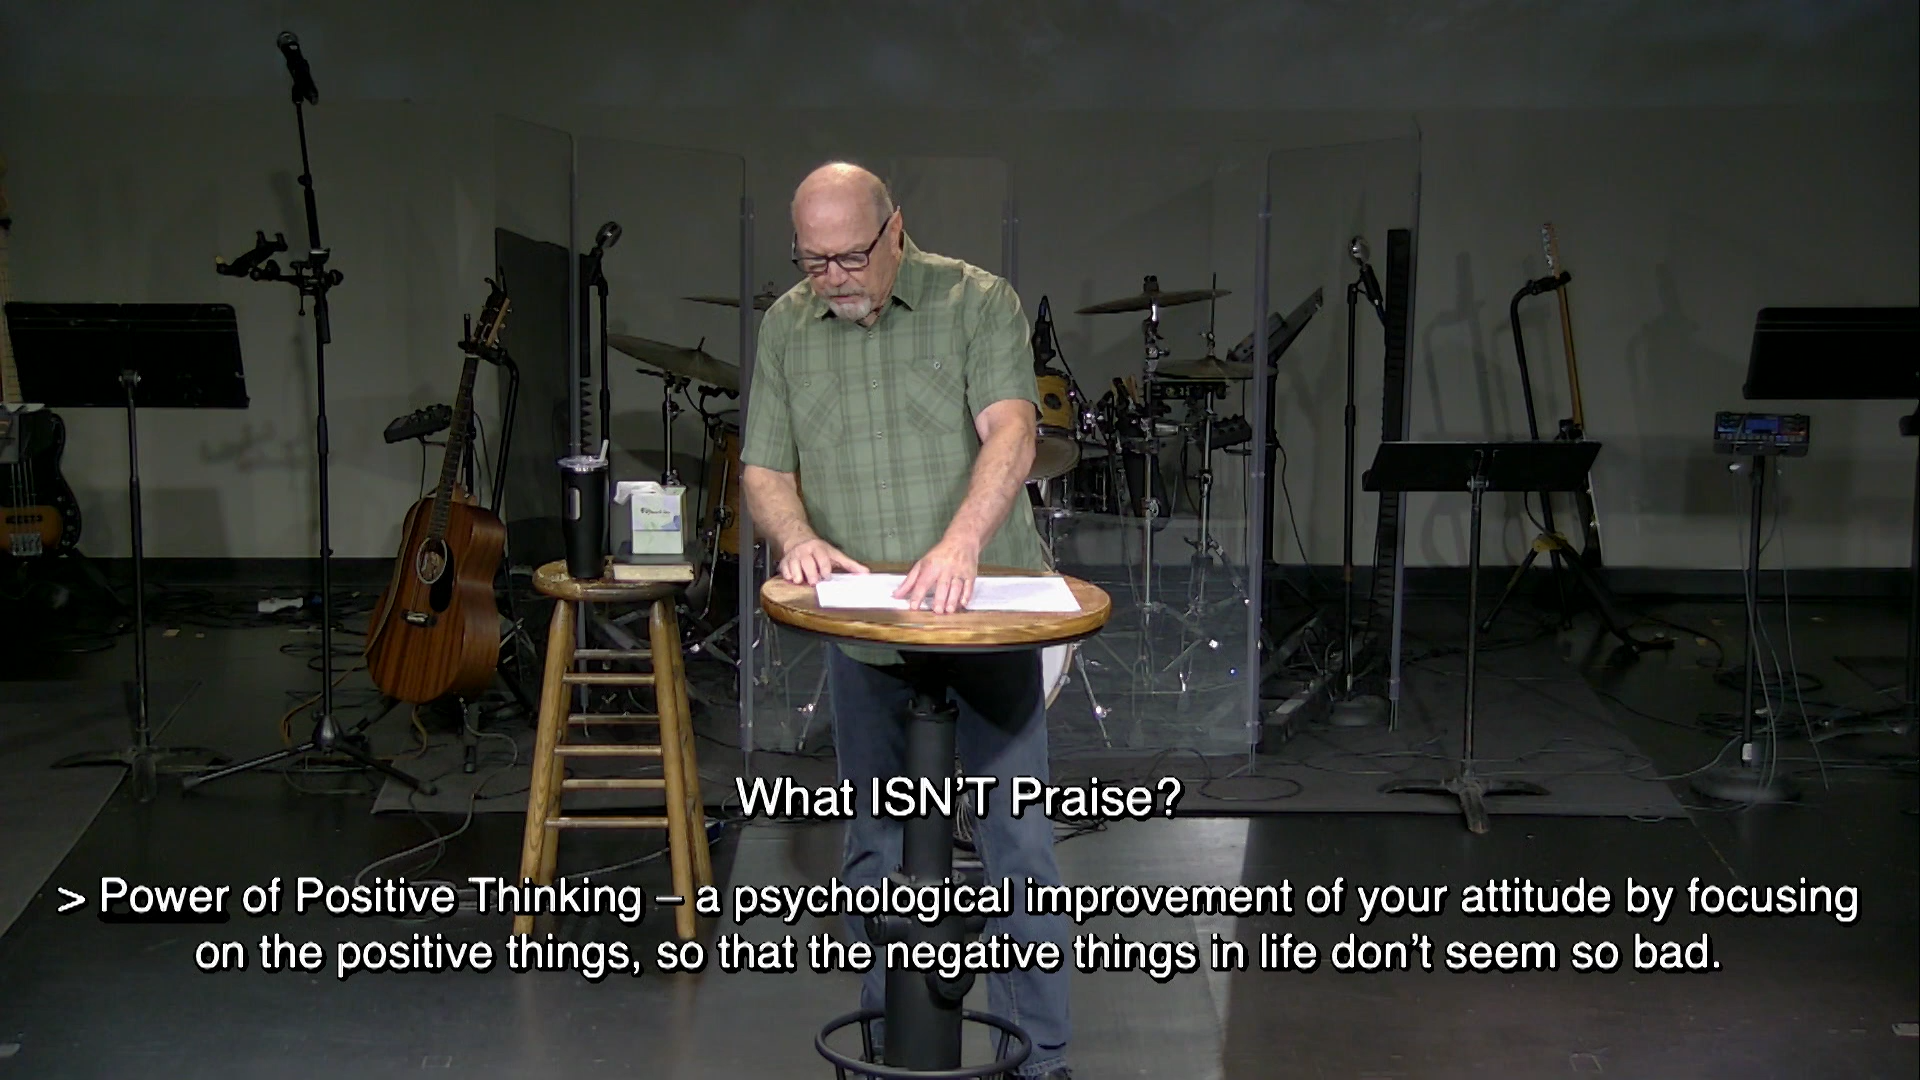 What ISN’T Praise?
> Power of Positive Thinking – a psychological improvement of your attitude by focusing
on the positive things, so that the negative things in life don’t seem so bad.